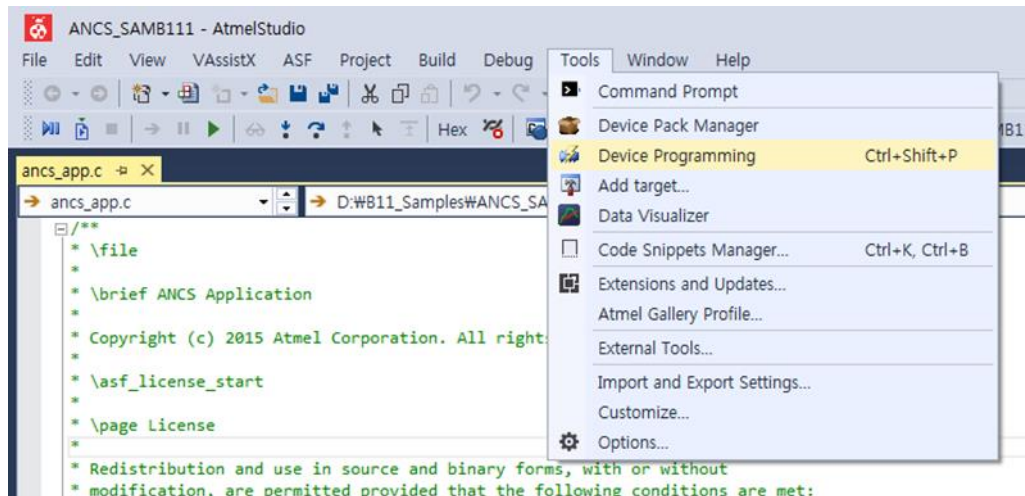 ANCS_SAMB111 - AtmelStudio
File Edit View VAssistX ASF Project Build Debug Tools Window Help
Hex
ancs_app.c
ancs_app.c D:₩B11_Samples₩ANCS_SA
Command Prompt
Device Pack Manager
Device Programming Ctrl+Shift+P
Add target...
Data Visualizer
Code Snippets Manager... Ctrl+K, Ctrl+B
Extensions and Updates...
Atmel Gallery Profile...
External Tools...
Import and Export Settings...
Customize...
Options...
/**
* \file
*
* \brief ANCS Application
*
* Copyright (c) 2015 Atmel Corporation. All right
*
* \asf_license_start
*
* \page License
*
* Redistribution and use in source and binary forms, with or without
* modification, are permitted provided that the following conditions are met: